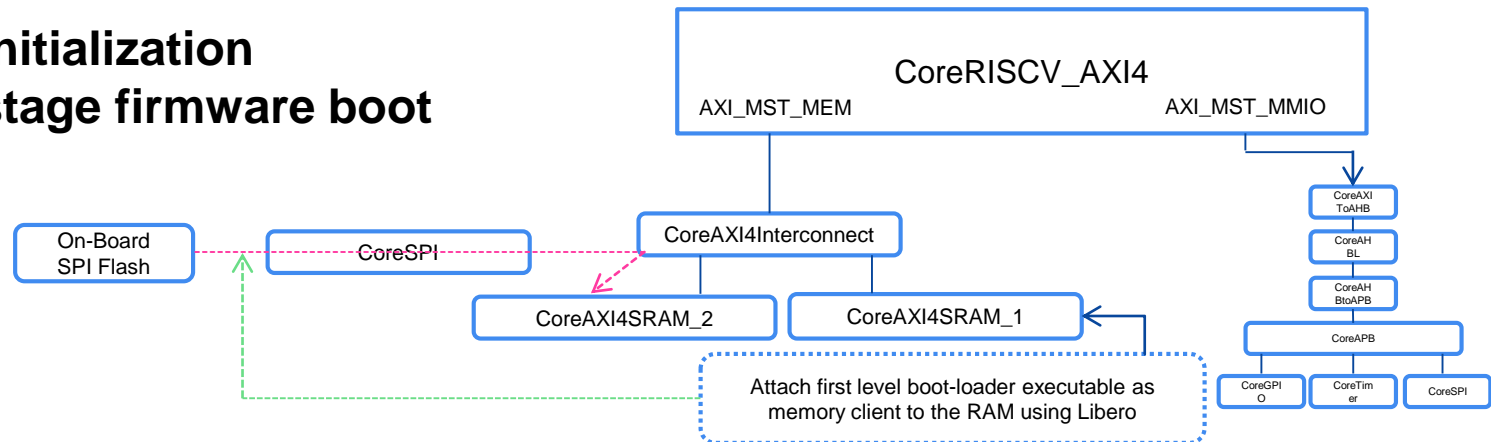 nitialization
stage firmware boot
CoreRISCV_AXI4
AXI_MST_MEM
AXI_MST_MMIO
CoreAXI
ToAHB
On-Board
SPI Flash
CoreSPI
CoreAXI4Interconnect
CoreAH
BL
CoreAH
BtoAPB
CoreAXI4SRAM_2
CoreAXI4SRAM_1
CoreAPB
Attach first level boot-loader executable as
memory client to the RAM using Libero
CoreGPI
O
CoreTim
er
CoreSPI